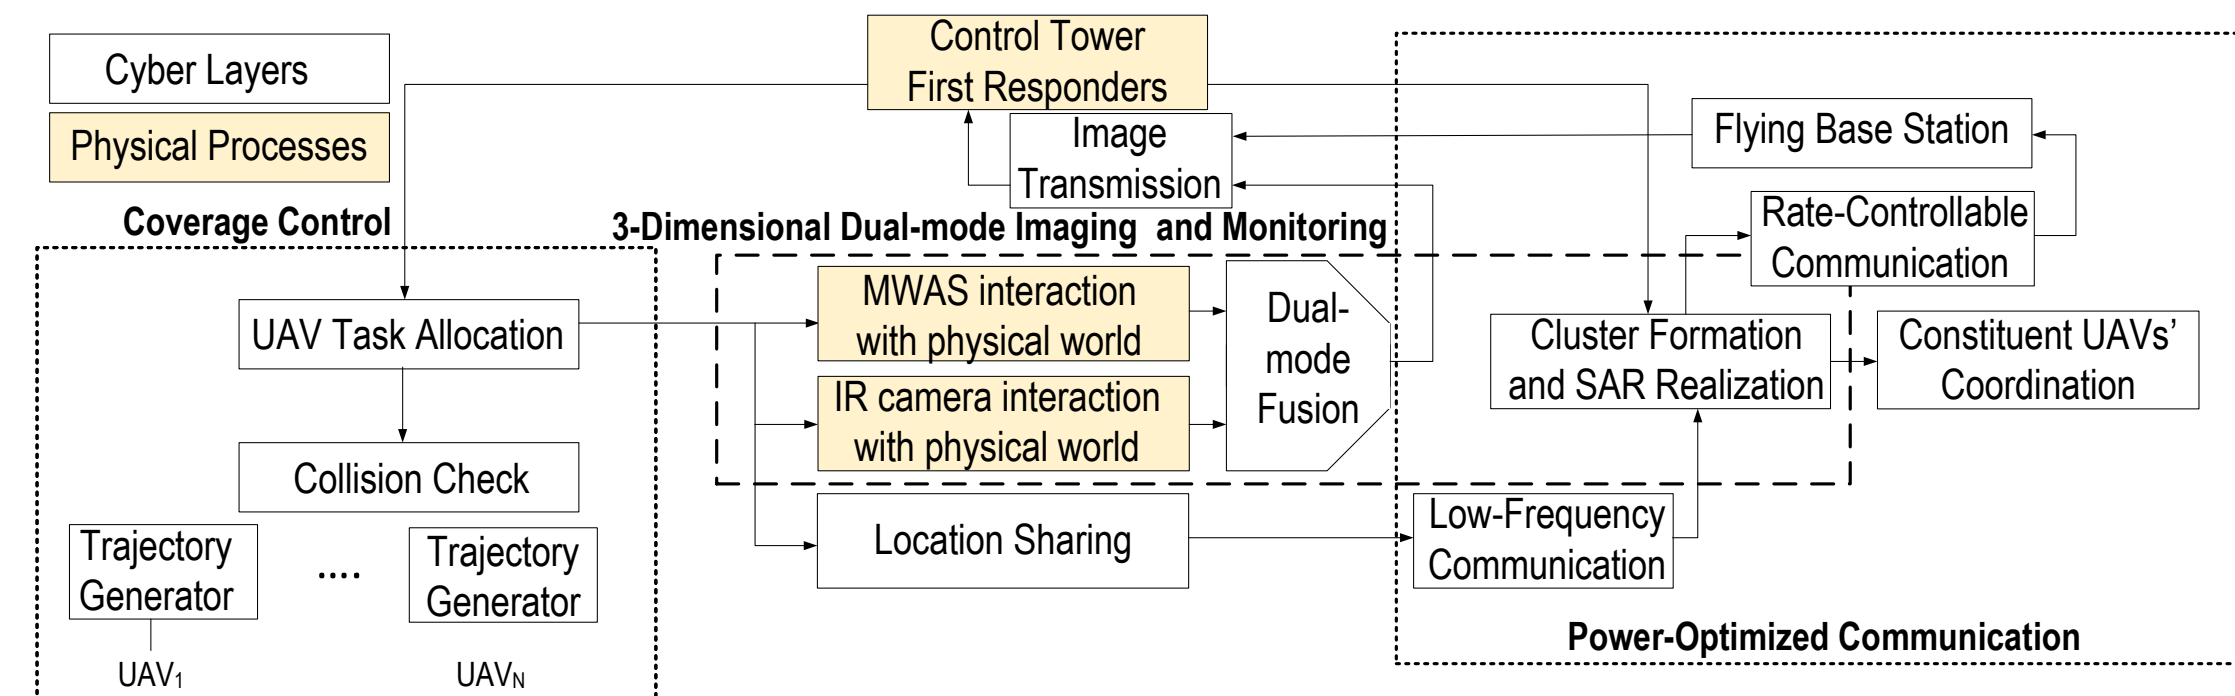 Cyber Layers
Physical Processes
Control Tower
First Responders
Image
Transmission
Flying Base Station
Rate-Controllable
Communication
Coverage Control
3-Dimensional Dual-mode Imaging and Monitoring
UAV Task Allocation
MWAS interaction
with physical world
IR camera interaction
with physical world
Dual-
mode
Fusion
Cluster Formation
and SAR Realization
Constituent UAVs’
Coordination
Collision Check
Location Sharing
Low-Frequency
Communication
Trajectory
Generator
....
Trajectory
Generator
UAV₁
UAV_N
Power-Optimized Communication